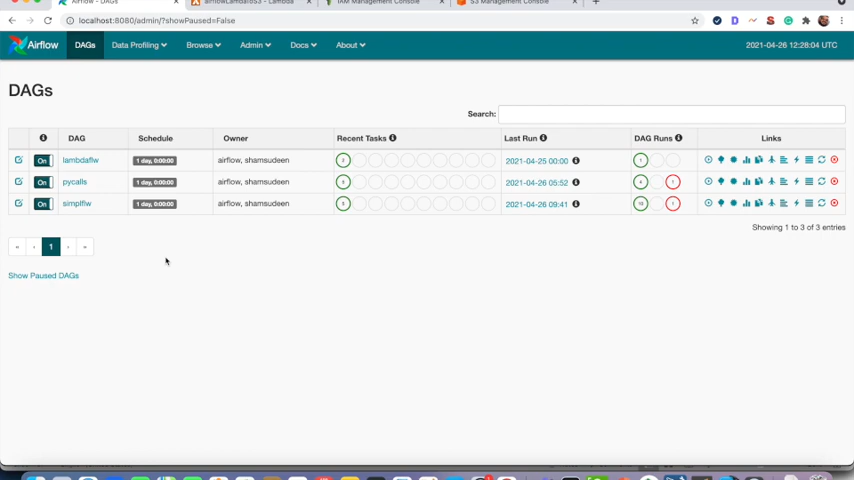 Airflow - DAGs
airflowLambdaToS3 - Lambda
IAM Management Console
S3 Management Console
localhost:8080/admin/?showPaused=False
Airflow DAGs Data Profiling Browse Admin Docs About 2021-04-26 12:28:04 UTC
DAGs
Search:
DAG Schedule Owner Recent Tasks Last Run DAG Runs Links
On lambdaflw 1 day, 0:00:00 airflow, shamsudeen 2 2021-04-25 00:00 1
On pycalls 1 day, 0:00:00 airflow, shamsudeen 2021-04-26 05:52 4 1
On simplflw 1 day, 0:00:00 airflow, shamsudeen 2021-04-26 09:41 1
Showing 1 to 3 of 3 entries
« ‹ 1 › »
Show Paused DAGs